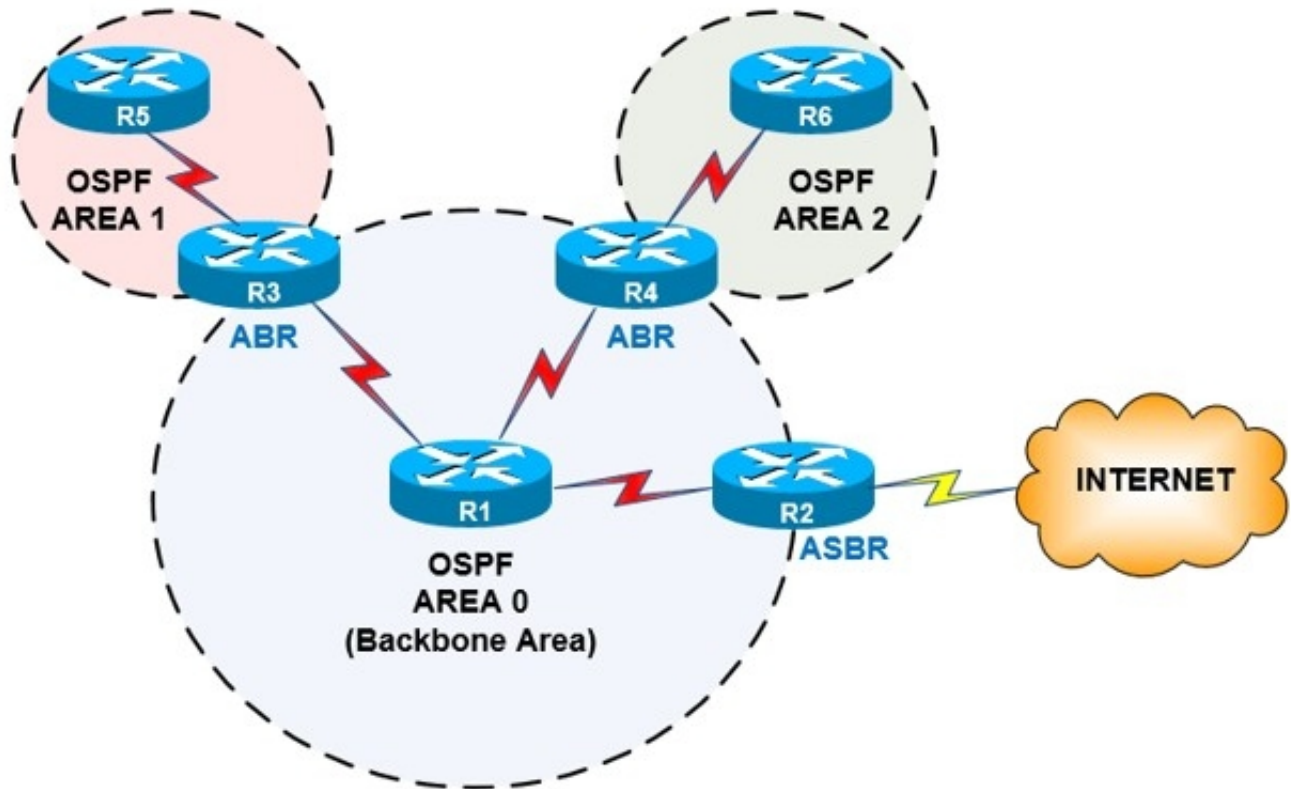 R5
OSPF
AREA 1
R6
OSPF
AREA 2
R3
ABR
R4
ABR
R1
OSPF
AREA 0
(Backbone Area)
R2
ASBR
INTERNET